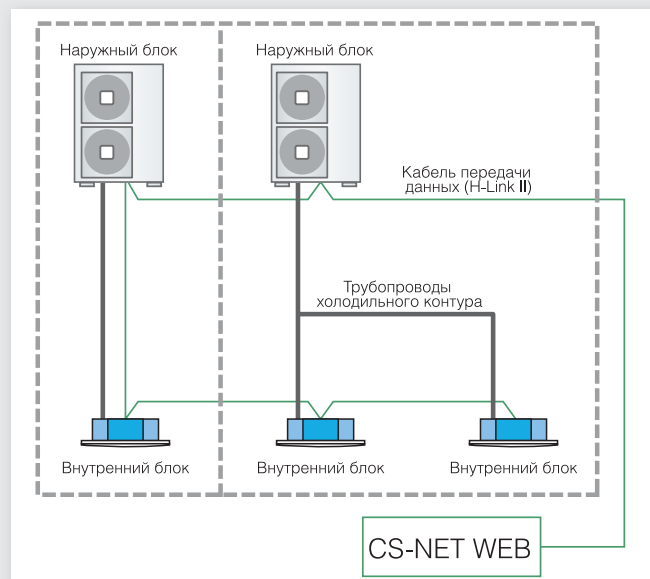 Наружный блок
Наружный блок
Кабель передачи
данных (H-Link II)
Трубопроводы
холодильного контура
Внутренний блок
Внутренний блок
Внутренний блок
CS-NET WEB